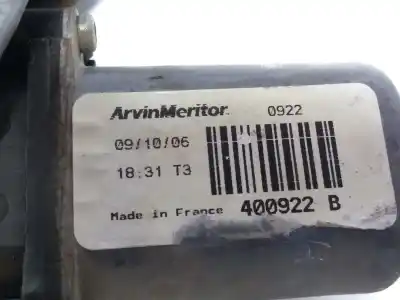 ArvinMeritor. 0922
09/10/06
18:31 T3
Made in France 400922 B